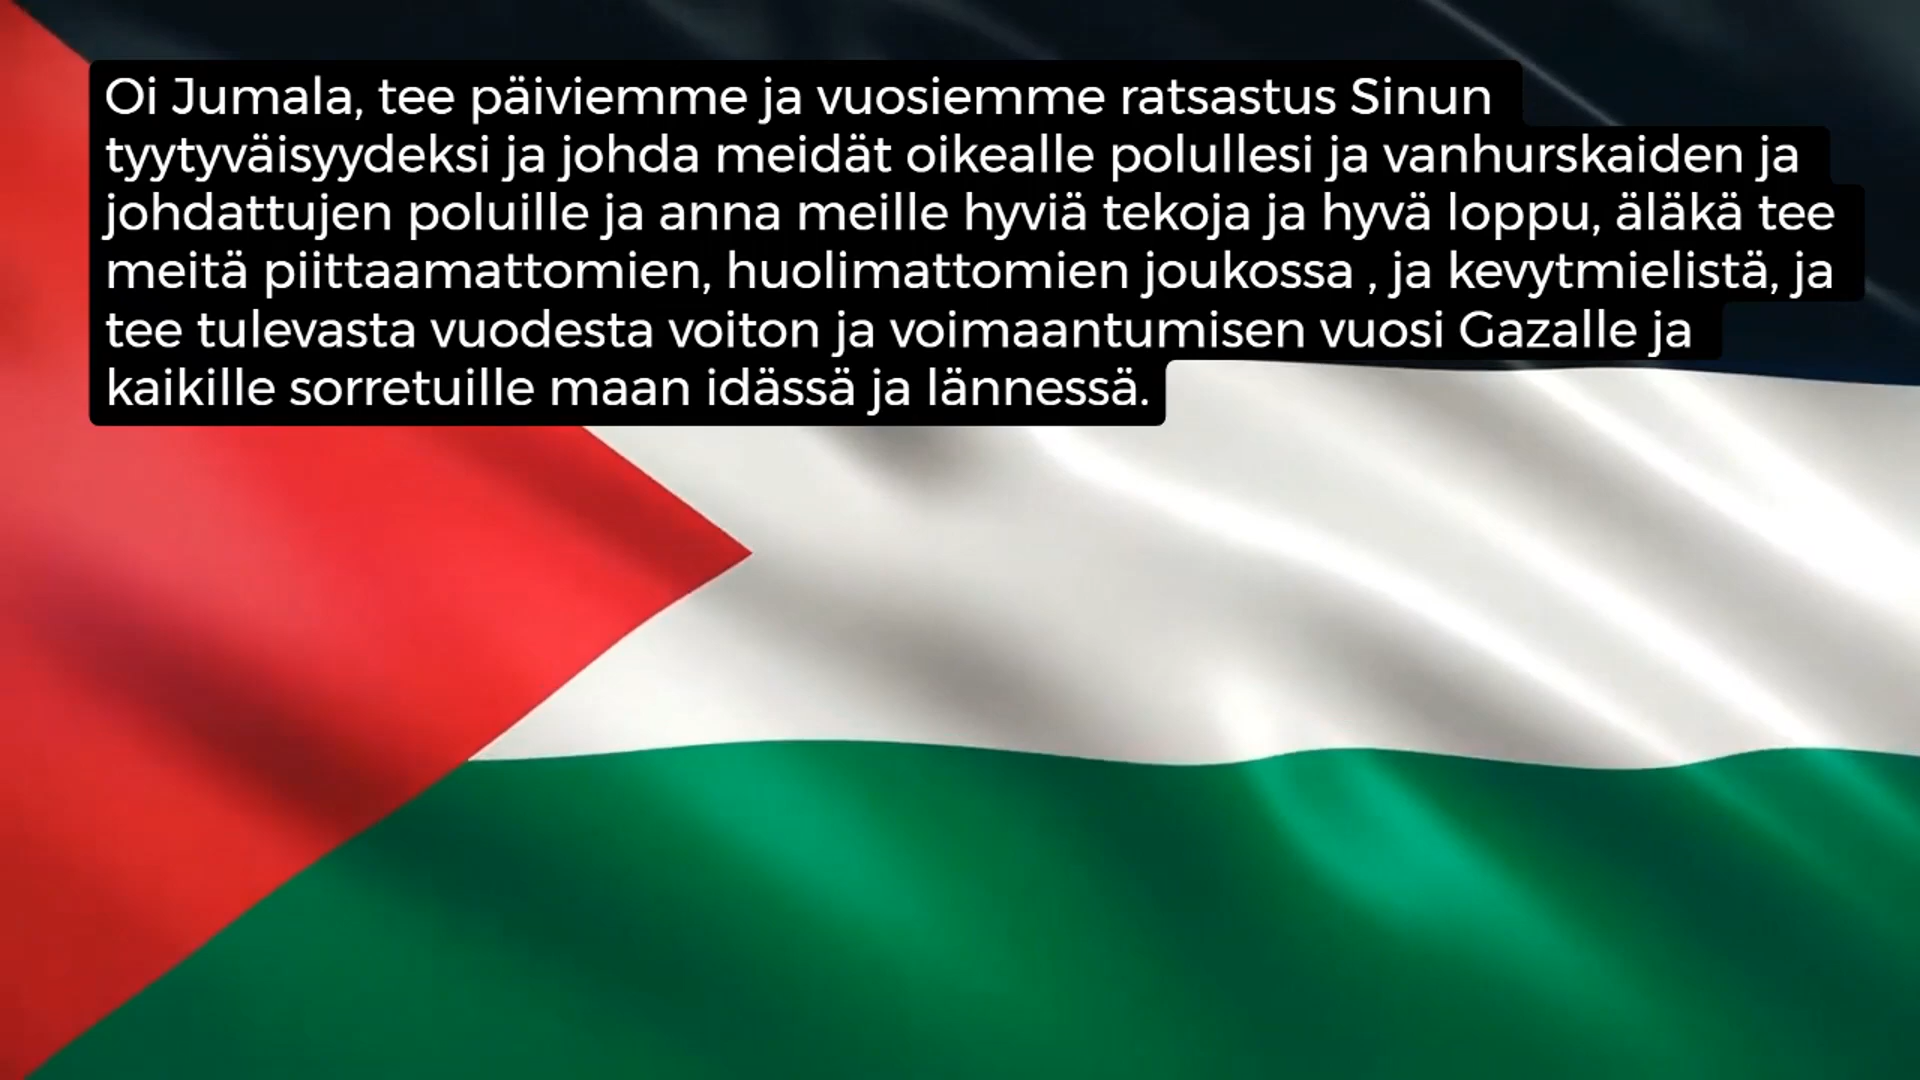 Oi Jumala, tee päiviemme ja vuosiemme ratsastus Sinun
tyytyväisyydeksi ja johda meidät oikealle polullesi ja vanhurskaiden ja
johdattujen poluille ja anna meille hyviä tekoja ja hyvä loppu, äläkä tee
meitä piittaamattomien, huolimattomien joukossa , ja kevytmielistä, ja
tee tulevasta vuodesta voiton ja voimaantumisen vuosi Gazalle ja
kaikille sorretuille maan idässä ja lännessä.